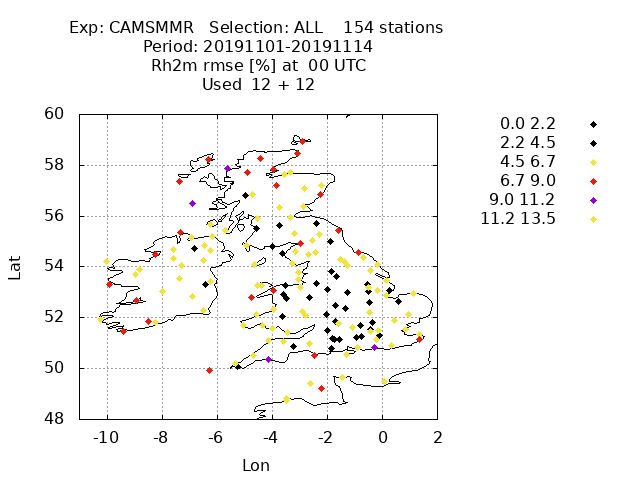 Exp: CAMSMMR   Selection: ALL    154 stations
Period: 20191101-20191114
Rh2m rmse [%] at  00 UTC
Used  12 + 12
0.0 2.2
2.2 4.5
4.5 6.7
6.7 9.0
9.0 11.2
11.2 13.5
60
58
56
54
52
50
48
Lat
-10 -8 -6 -4 -2 0 2
Lon